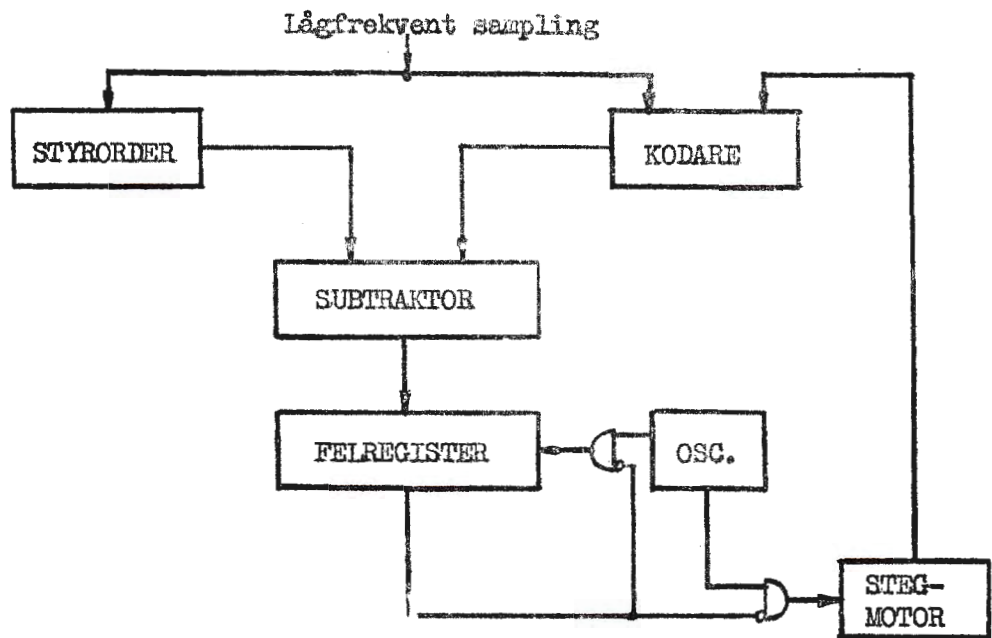 Lågfrekvent sampling
STYRORDER
KODARE
SUBTRAKTOR
FELREGISTER
OSC.
STEG-
MOTOR